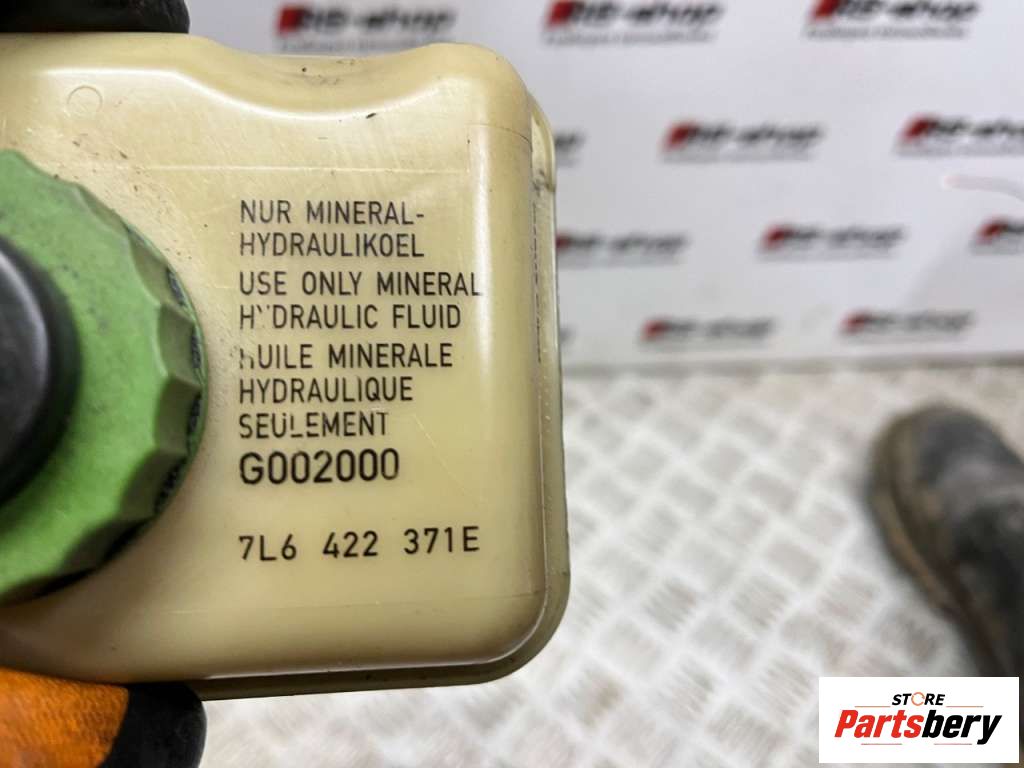 NUR MINERAL-
HYDRAULIKOEL
USE ONLY MINERAL
HYDRAULIC FLUID
HUILE MINERALE
HYDRAULIQUE
SEULEMENT
G002000
7L6 422 371E
STORE
Partsbery